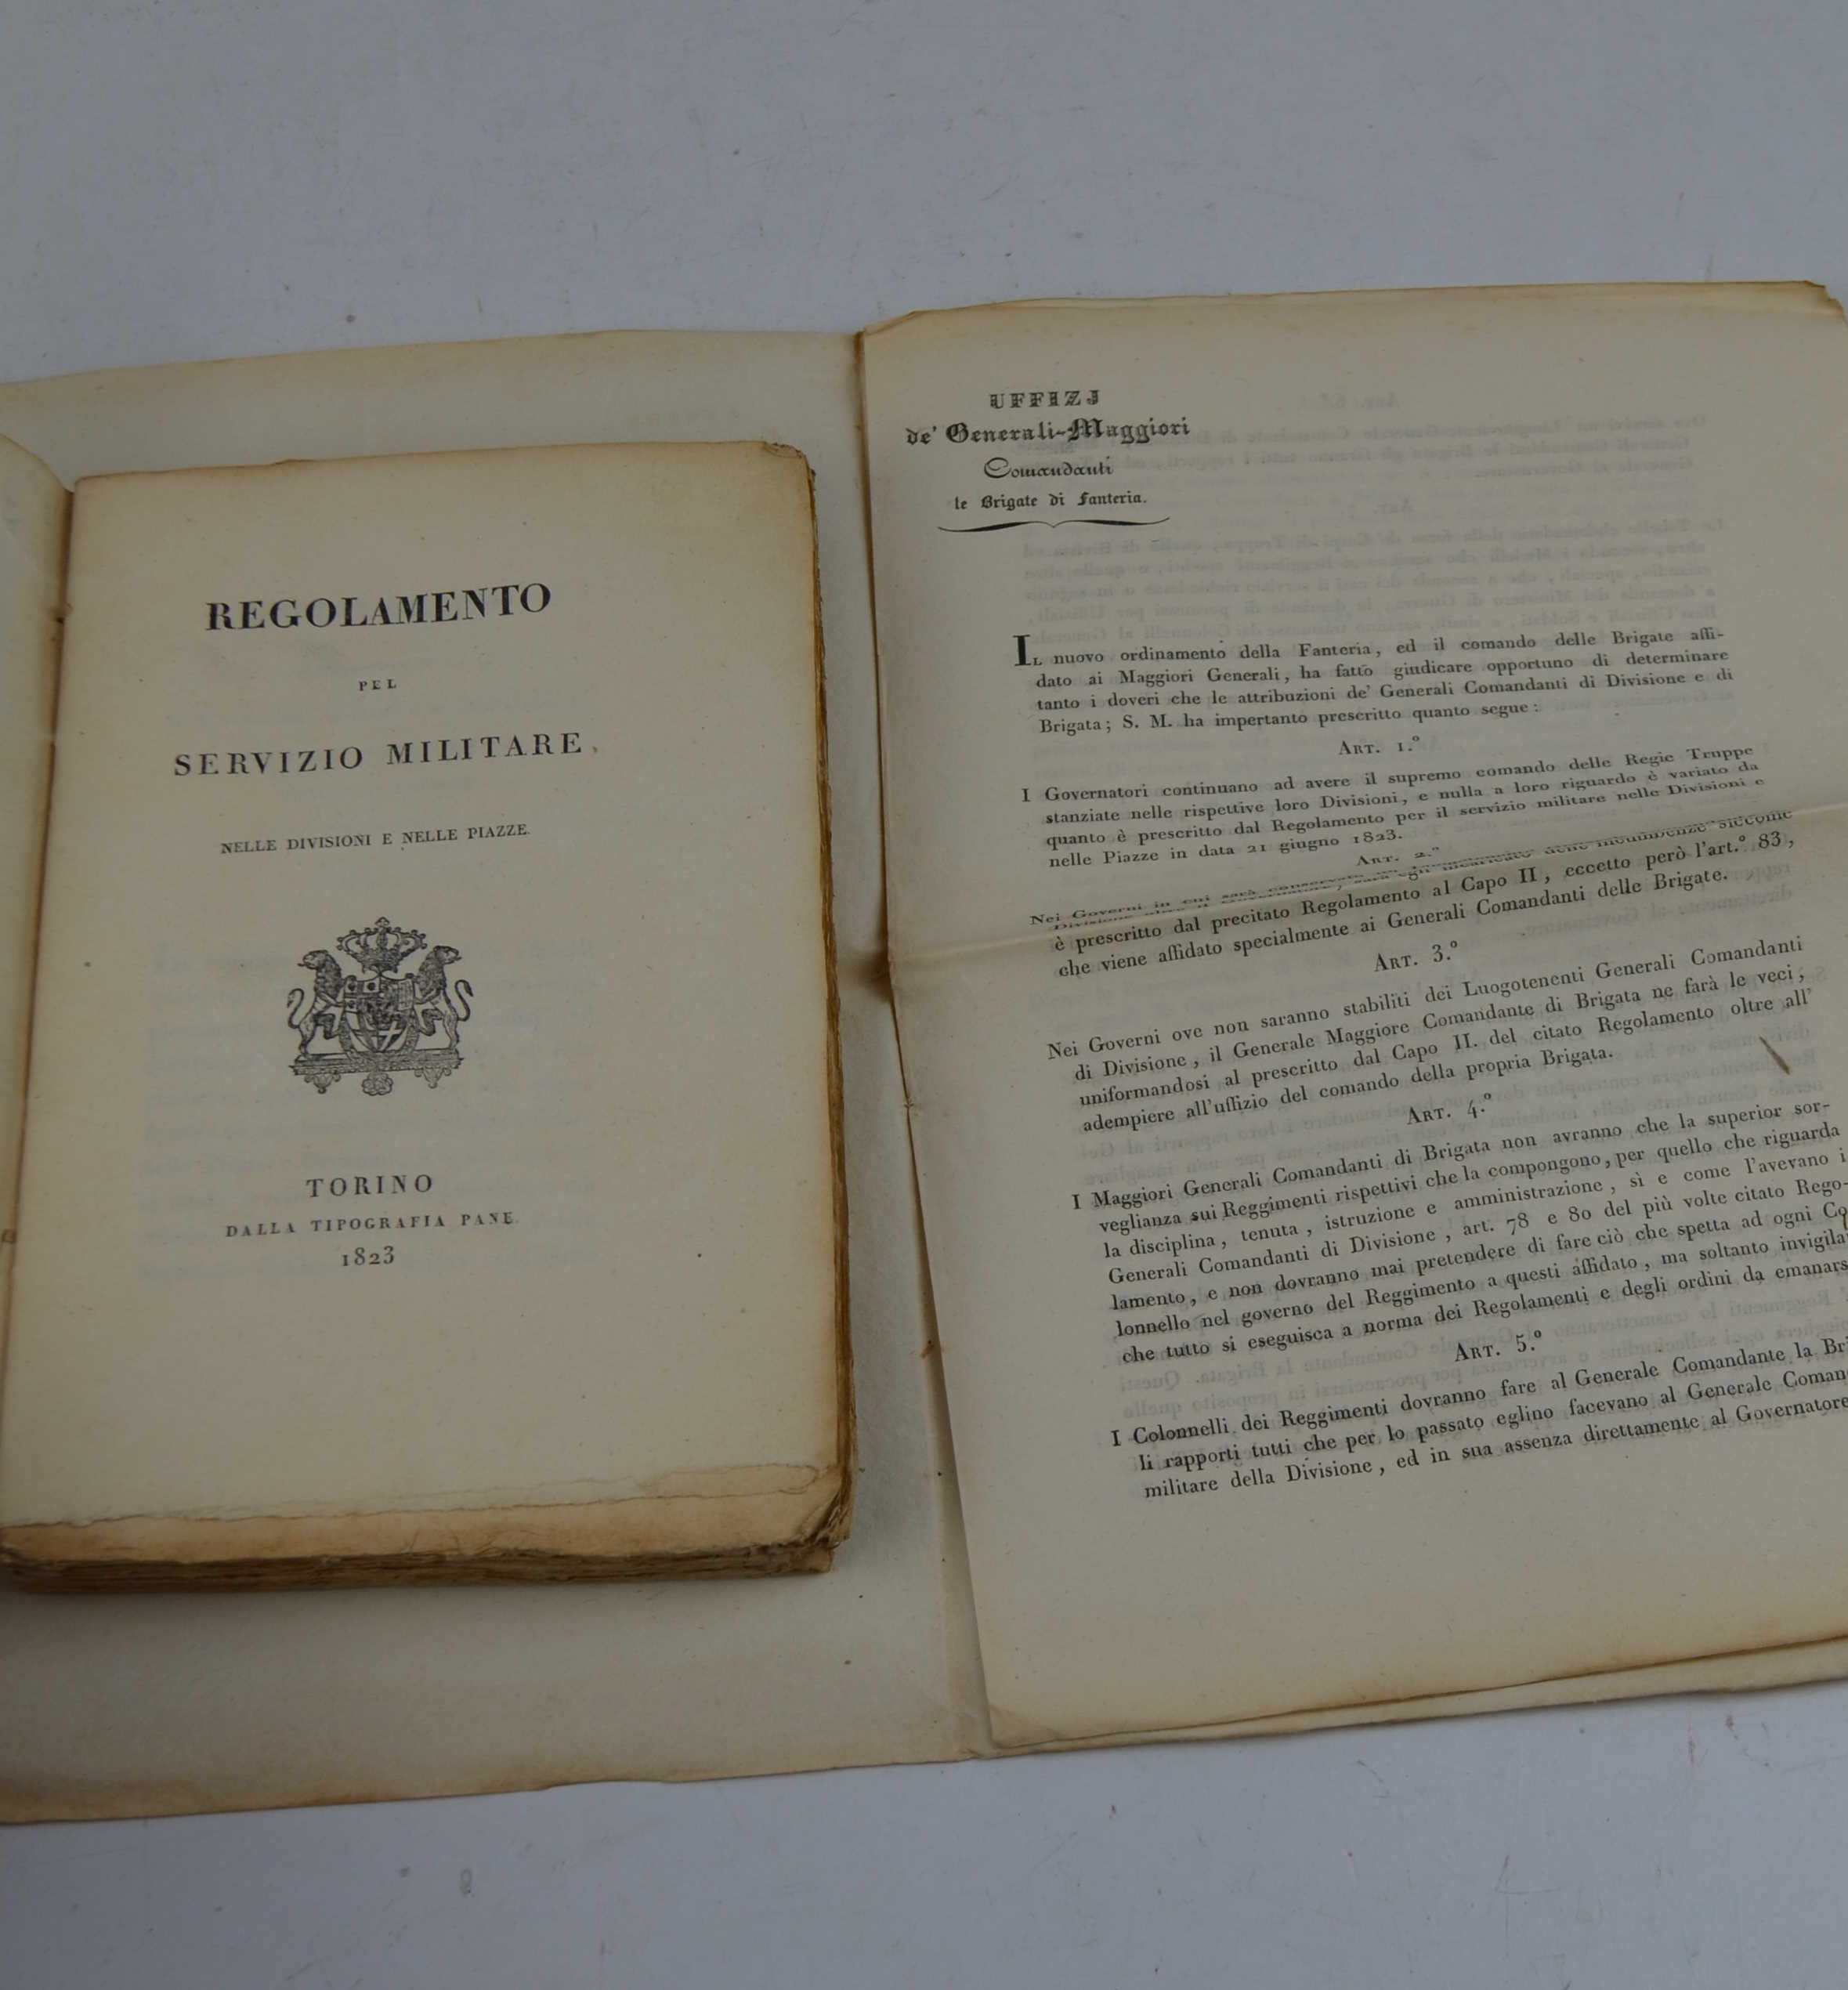 REGOLAMENTO
PEL
SERVIZIO MILITARE,
NELLE DIVISIONI E NELLE PIAZZE.
TORINO
DALLA TIPOGRAFIA PANE.
1823
UFFIZJ
de' Generali-Maggiori
Comandanti
le Brigate di Fanteria.
IL nuovo ordinamento della Fanteria, ed il comando delle Brigate affi-
dato ai Maggiori Generali, ha fatto giudicare opportuno di determinare
tanto i doveri che le attribuzioni de' Generali Comandanti di Divisione e di
Brigata; S. M. ha impertanto prescritto quanto segue:
ART. 1.º
I Governatori continuano ad avere il supremo comando delle Regie Truppe
stanziate nelle rispettive loro Divisioni, e nulla a loro riguardo è variato da
quanto è prescritto dal Regolamento per il servizio militare nelle Divisioni e
nelle Piazze in data 21 giugno 1823.
ART. 2.º
Nei Governi in cui sarà
Divisione siccome
è prescritto dal precitato Regolamento al Capo II, eccetto però l'art.º 83,
che viene affidato specialmente ai Generali Comandanti delle Brigate.
ART. 3.º
Nei Governi ove non saranno stabiliti dei Luogotenenti Generali Comandanti
di Divisione, il Generale Maggiore Comandante di Brigata ne farà le veci,
uniformandosi al prescritto dal Capo II. del citato Regolamento oltre all'
adempiere all'uffizio del comando della propria Brigata.
ART. 4.º
I Maggiori Generali Comandanti di Brigata non avranno che la superior sor-
veglianza sui Reggimenti rispettivi che la compongono, per quello che riguarda
la disciplina, tenuta, istruzione e amministrazione, sì e come l'avevano i
Generali Comandanti di Divisione, art. 78 e 80 del più volte citato Rego-
lamento, e non dovranno mai pretendere di fare ciò che spetta ad ogni Co
lonnello nel governo del Reggimento a questi affidato, ma soltanto invigila
che tutto si eseguisca a norma dei Regolamenti e degli ordini da emanars
ART. 5.º
I Colonnelli dei Reggimenti dovranno fare al Generale Comandante la Bri
li rapporti tutti che per lo passato eglino facevano al Generale Coman
militare della Divisione, ed in sua assenza direttamente al Governatore